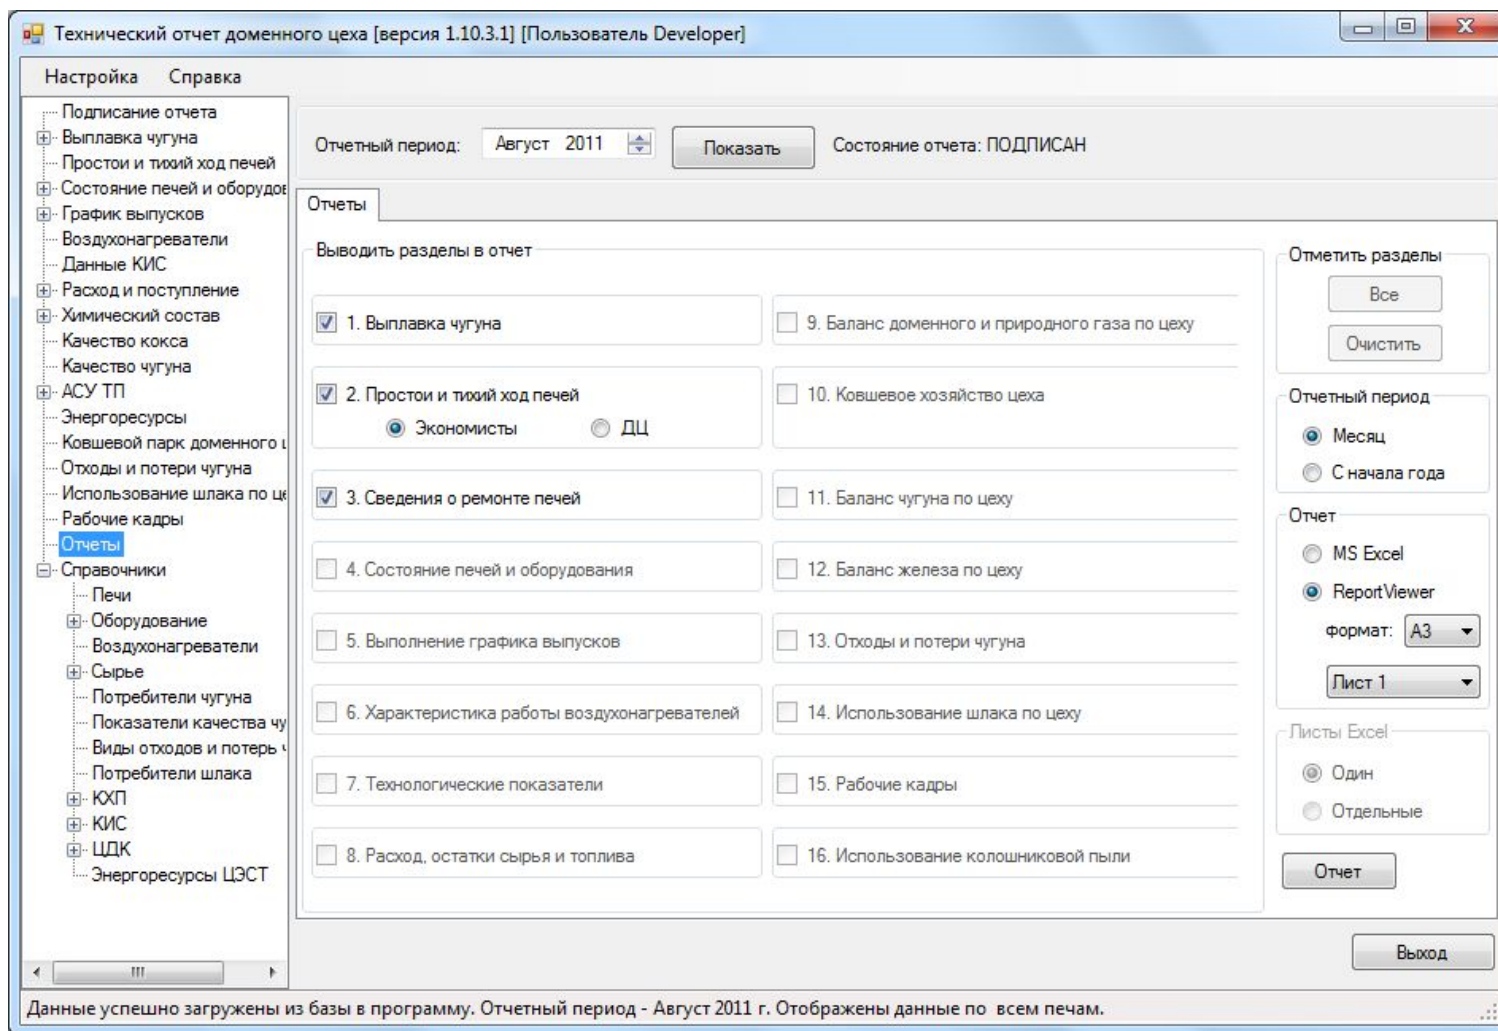 Технический отчет доменного цеха [версия 1.10.3.1] [Пользователь Developer]
Настройка Справка
Подписание отчета
Выплавка чугуна
Простои и тихий ход печей
Состояние печей и оборудов
График выпусков
Воздухонагреватели
Данные КИС
Расход и поступление
Химический состав
Качество кокса
Качество чугуна
АСУ ТП
Энергоресурсы
Ковшевой парк доменного ц
Отходы и потери чугуна
Использование шлака по це
Рабочие кадры
Отчеты
Справочники
Печи
Оборудование
Воздухонагреватели
Сырье
Потребители чугуна
Показатели качества чу
Виды отходов и потерь ч
Потребители шлака
КХП
КИС
ЦДК
Энергоресурсы ЦЭСТ
Отчетный период: Август 2011 Показать Состояние отчета: ПОДПИСАН
Отчеты
Выводить разделы в отчет
1. Выплавка чугуна
2. Простои и тихий ход печей
Экономисты ДЦ
3. Сведения о ремонте печей
4. Состояние печей и оборудования
5. Выполнение графика выпусков
6. Характеристика работы воздухонагревателей
7. Технологические показатели
8. Расход, остатки сырья и топлива
9. Баланс доменного и природного газа по цеху
10. Ковшевое хозяйство цеха
11. Баланс чугуна по цеху
12. Баланс железа по цеху
13. Отходы и потери чугуна
14. Использование шлака по цеху
15. Рабочие кадры
16. Использование колошниковой пыли
Отметить разделы
Все
Очистить
Отчетный период
Месяц
С начала года
Отчет
MS Excel
ReportViewer
формат: А3
Лист 1
Листы Excel
Один
Отдельные
Отчет
Выход
Данные успешно загружены из базы в программу. Отчетный период - Август 2011 г. Отображены данные по всем печам.